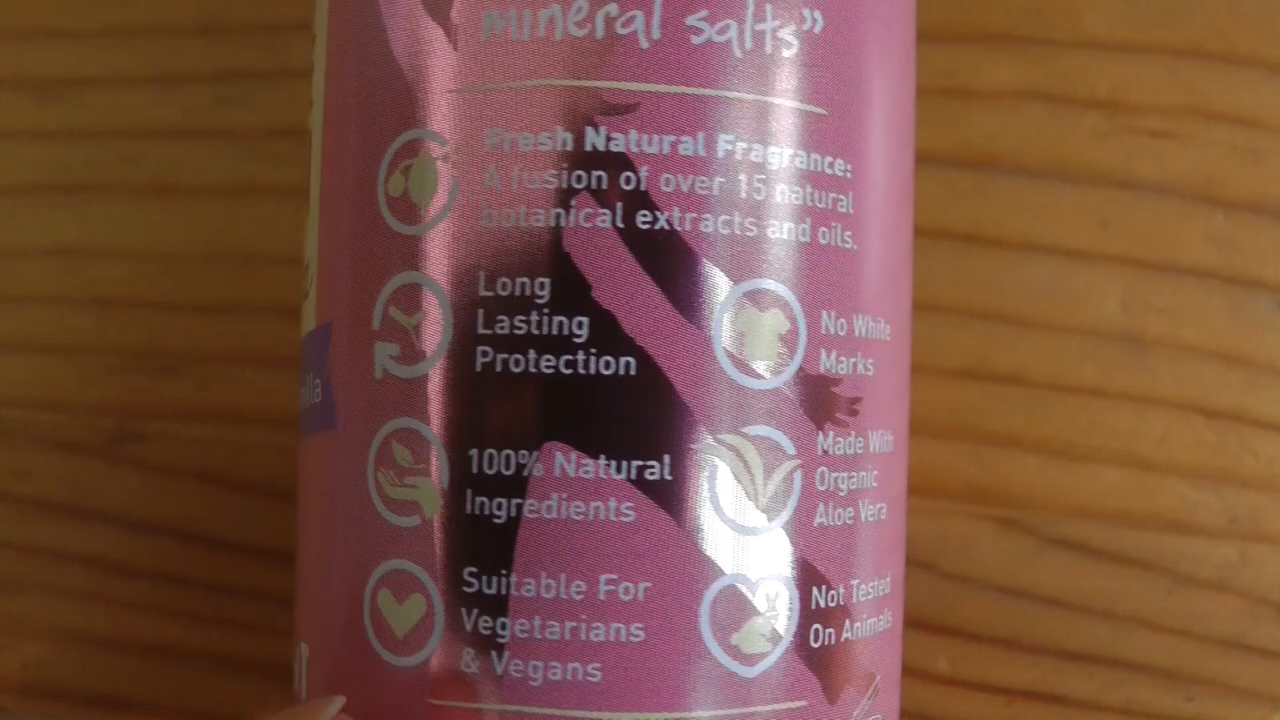 mineral salts”
Fresh Natural Fragrance:
A fusion of over 15 natural
botanical extracts and oils.
Long
Lasting
Protection
No White
Marks
100% Natural
Ingredients
Made With
Organic
Aloe Vera
Suitable For
Vegetarians
& Vegans
Not Tested
On Animals